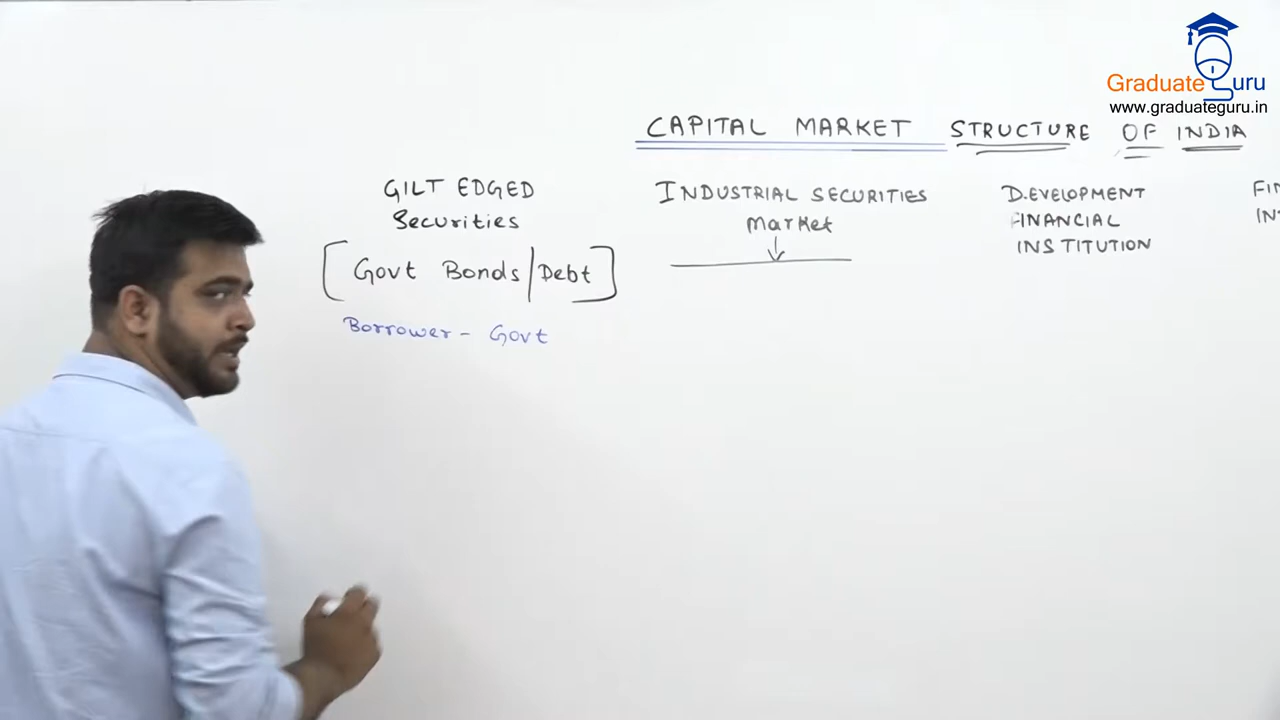 Graduate Guru
www.graduateguru.in
CAPITAL MARKET STRUCTURE OF INDIA
GILT EDGED
Securities
[Govt Bonds/Debt]
Borrower - Govt
INDUSTRIAL SECURITIES
Market
DEVELOPMENT
FINANCIAL
INSTITUTION